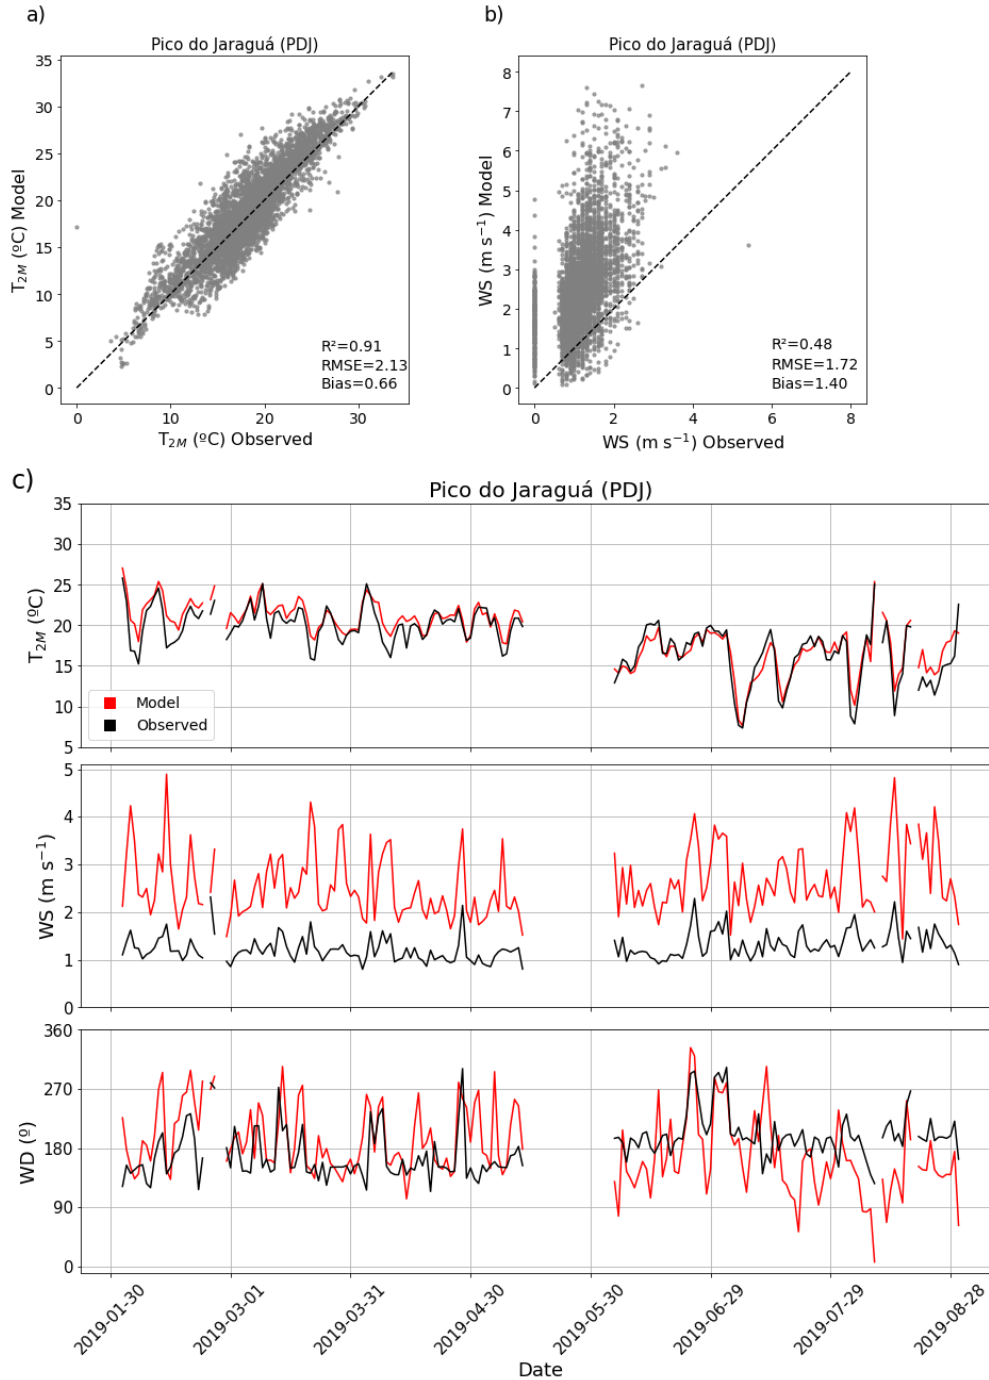 a)
Pico do Jaraguá (PDJ)
35
30
25
20
15
10
5
0
T2M (ºC) Model
R²=0.91
RMSE=2.13
Bias=0.66
0
10
20
30
T2M (ºC) Observed
b)
Pico do Jaraguá (PDJ)
8
7
6
5
4
3
2
1
0
WS (m s−1) Model
R²=0.48
RMSE=1.72
Bias=1.40
0
2
4
6
8
WS (m s−1) Observed
c)
Pico do Jaraguá (PDJ)
35
30
25
20
15
10
5
T2M (ºC)
Model
Observed
5
4
3
2
1
0
WS (m s−1)
360
270
180
90
0
WD (º)
2019-01-30
2019-03-01
2019-03-31
2019-04-30
2019-05-30
2019-06-29
2019-07-29
2019-08-28
Date